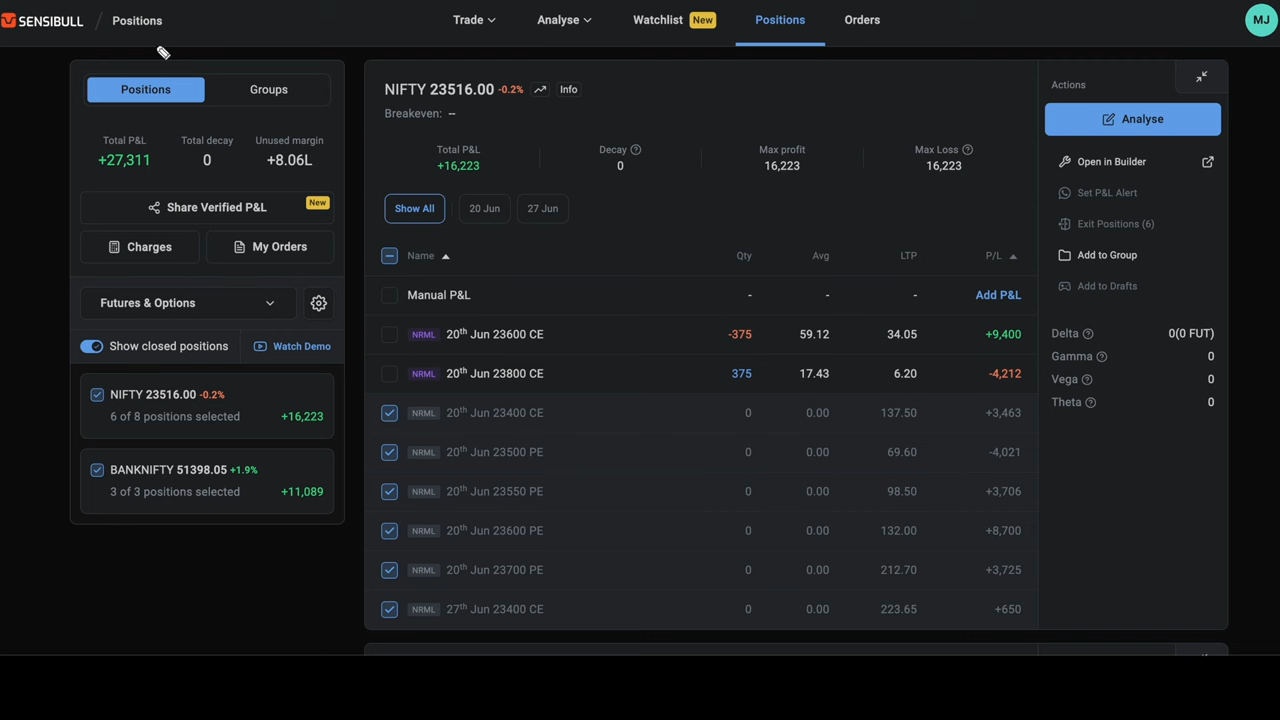 SENSIBULL / Positions
Trade
Analyse
Watchlist New
Positions
Orders
MJ
Positions
Groups
Total P&L
Total decay
Unused margin
+27,311
0
+8.06L
Share Verified P&L
New
Charges
My Orders
Futures & Options
Show closed positions
Watch Demo
NIFTY 23516.00 -0.2%
6 of 8 positions selected +16,223
BANKNIFTY 51398.05 +1.9%
3 of 3 positions selected +11,089
NIFTY 23516.00 -0.2% Info
Breakeven: --
Total P&L
Decay
Max profit
Max Loss
+16,223
0
16,223
16,223
Show All
20 Jun
27 Jun
Name Qty Avg LTP P/L
Manual P&L - - - Add P&L
NRML 20th Jun 23600 CE -375 59.12 34.05 +9,400
NRML 20th Jun 23800 CE 375 17.43 6.20 -4,212
NRML 20th Jun 23400 CE 0 0.00 137.50 +3,463
NRML 20th Jun 23500 PE 0 0.00 69.60 -4,021
NRML 20th Jun 23550 PE 0 0.00 98.50 +3,706
NRML 20th Jun 23600 PE 0 0.00 132.00 +8,700
NRML 20th Jun 23700 PE 0 0.00 212.70 +3,725
NRML 27th Jun 23400 CE 0 0.00 223.65 +650
Actions
Analyse
Open in Builder
Set P&L Alert
Exit Positions (6)
Add to Group
Add to Drafts
Delta 0(0 FUT)
Gamma 0
Vega 0
Theta 0